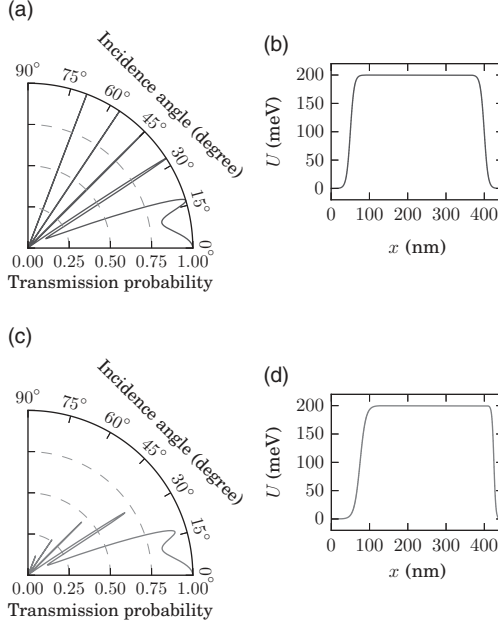 (a)
Incidence angle (degree)
90°
75°
60°
45°
30°
15°
0°
0.00 0.25 0.50 0.75 1.00
Transmission probability
(b)
U (meV)
200
150
100
50
0
0 100 200 300 400
x (nm)
(c)
Incidence angle (degree)
90°
75°
60°
45°
30°
15°
0°
0.00 0.25 0.50 0.75 1.00
Transmission probability
(d)
U (meV)
200
150
100
50
0
0 100 200 300 400
x (nm)